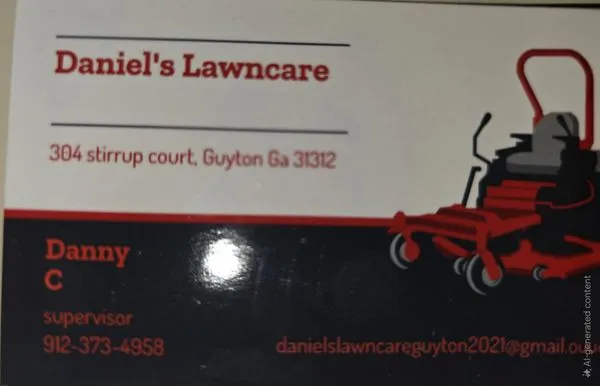 Daniel's Lawncare
304 stirrup court, Guyton Ga 31312
Danny
C
supervisor
912-373-4958
danielslawncareguyton2021@gmail.
AI-generated content